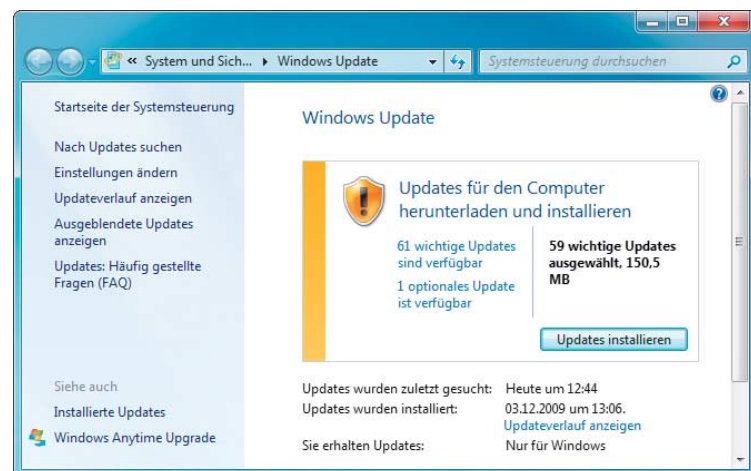 « System und Sich... ▸ Windows Update
Systemsteuerung durchsuchen
Startseite der Systemsteuerung
Nach Updates suchen
Einstellungen ändern
Updateverlauf anzeigen
Ausgeblendete Updates
anzeigen
Updates: Häufig gestellte
Fragen (FAQ)
Siehe auch
Installierte Updates
Windows Anytime Upgrade
Windows Update
Updates für den Computer
herunterladen und installieren
61 wichtige Updates
sind verfügbar
1 optionales Update
ist verfügbar
59 wichtige Updates
ausgewählt, 150,5
MB
Updates installieren
Updates wurden zuletzt gesucht: Heute um 12:44
Updates wurden installiert: 03.12.2009 um 13:06.
Updateverlauf anzeigen
Sie erhalten Updates: Nur für Windows